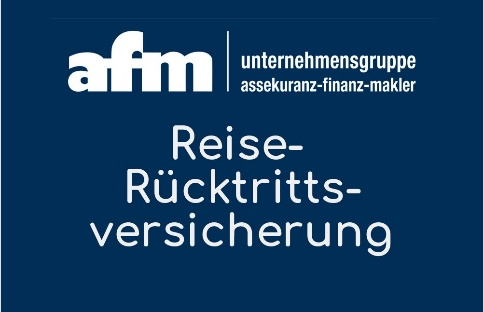 afm
unternehmensgruppe
assekuranz-finanz-makler
Reise-
Rücktritts-
versicherung